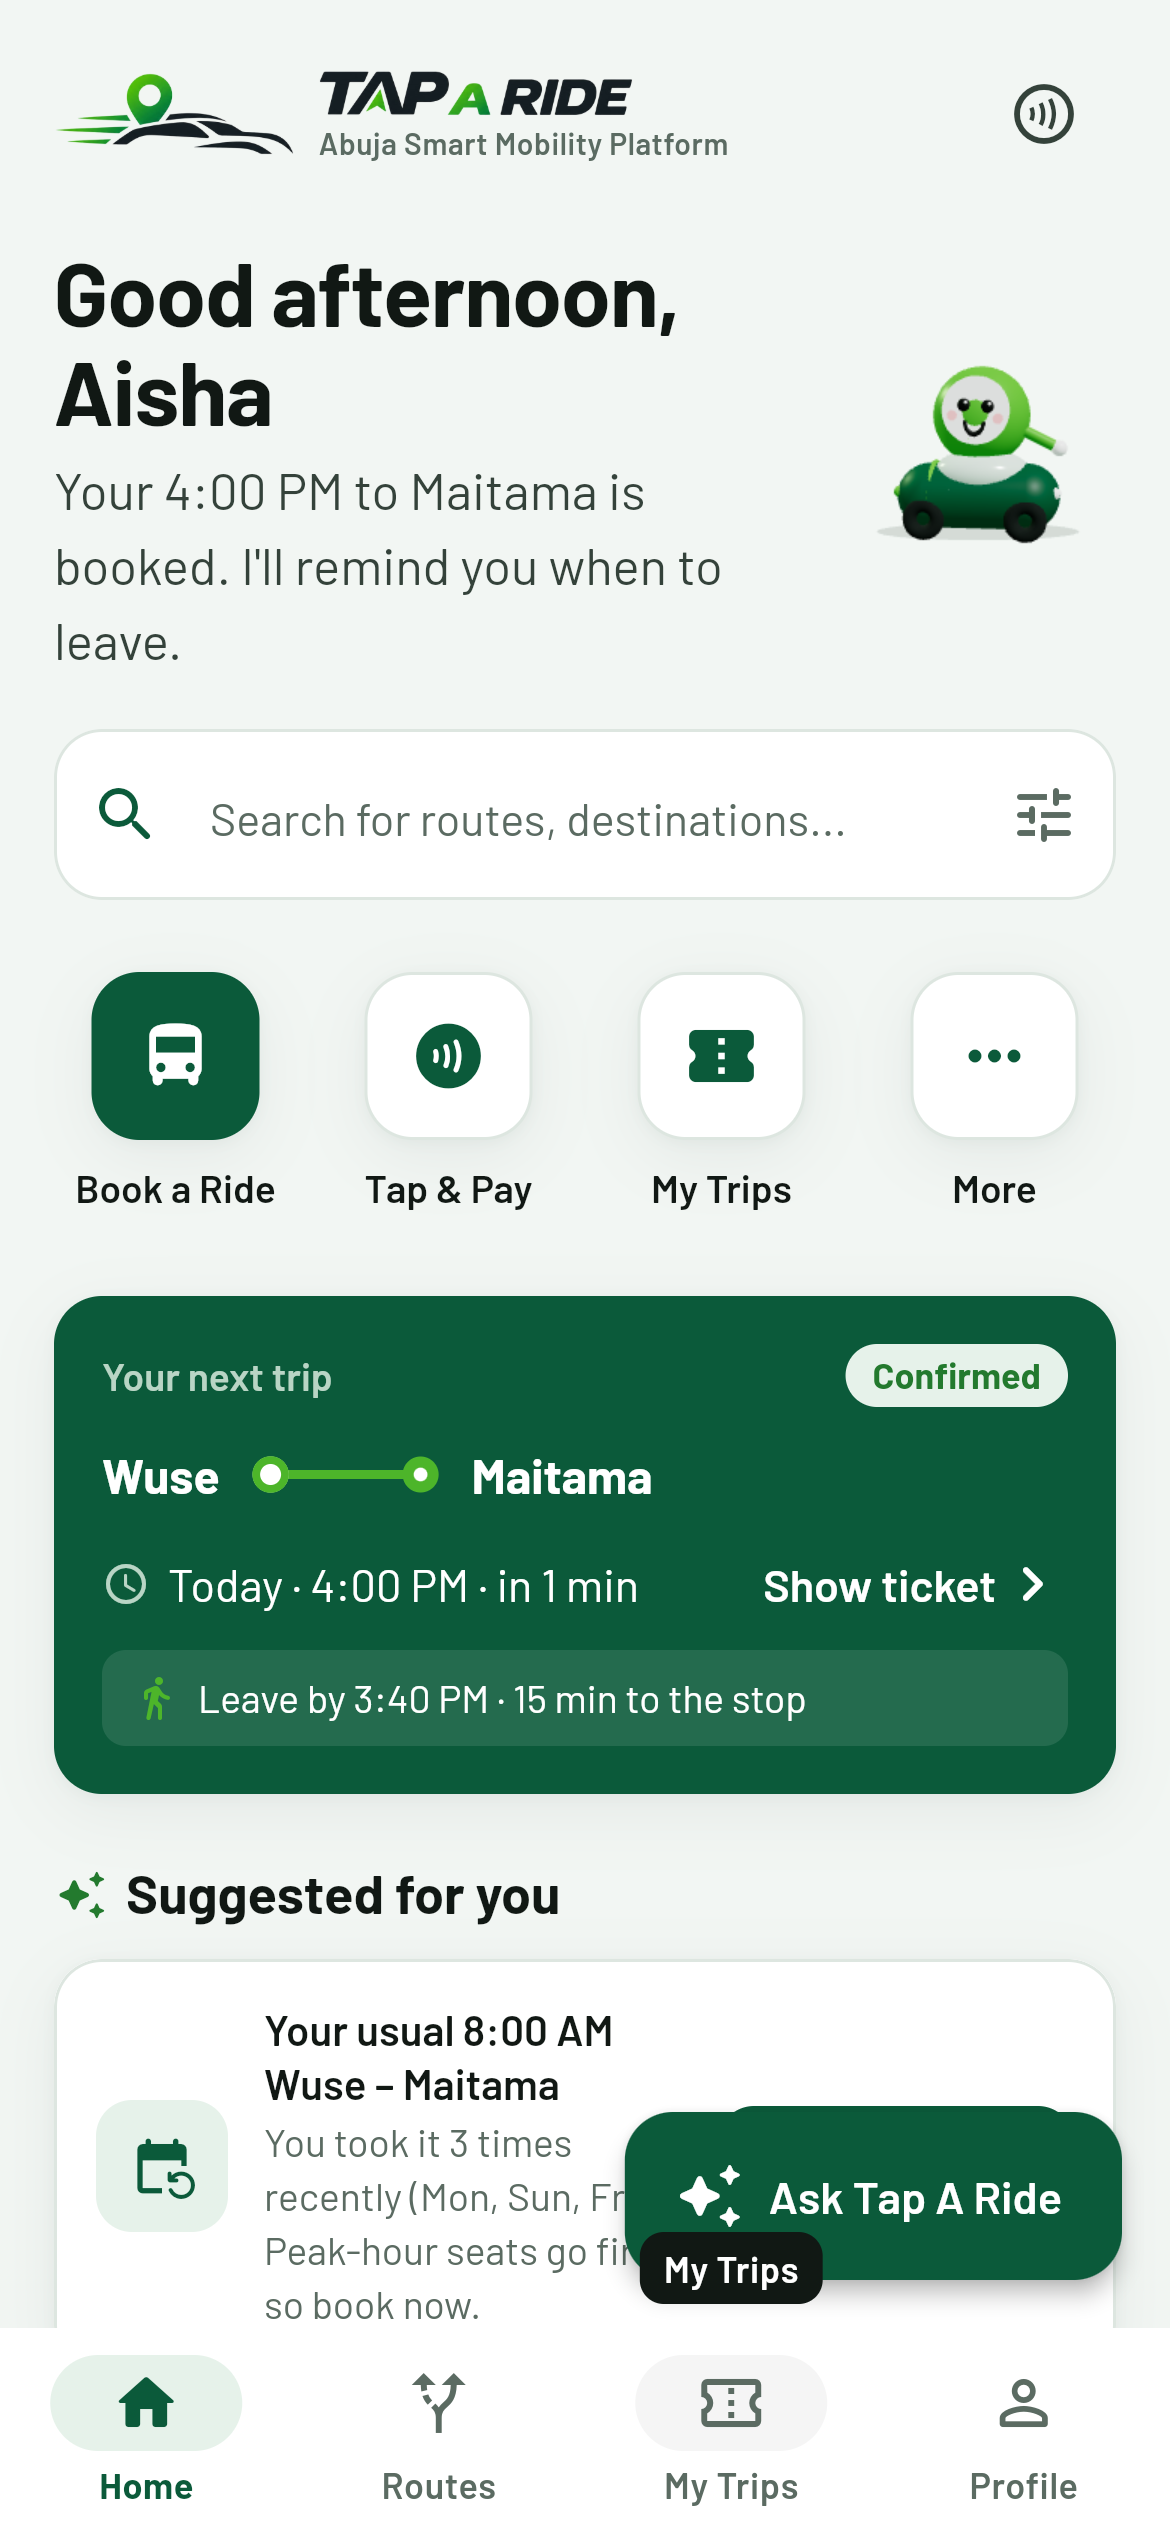 TAP A RIDE
Abuja Smart Mobility Platform
Good afternoon,
Aisha
Your 4:00 PM to Maitama is
booked. I'll remind you when to
leave.
Search for routes, destinations...
Book a Ride
Tap & Pay
My Trips
More
Your next trip
Confirmed
Wuse
Maitama
Today · 4:00 PM · in 1 min
Show ticket
Leave by 3:40 PM · 15 min to the stop
Suggested for you
Your usual 8:00 AM
Wuse – Maitama
You took it 3 times
recently (Mon, Sun,
Peak-hour seats go
so book now.
Ask Tap A Ride
My Trips
Home
Routes
My Trips
Profile